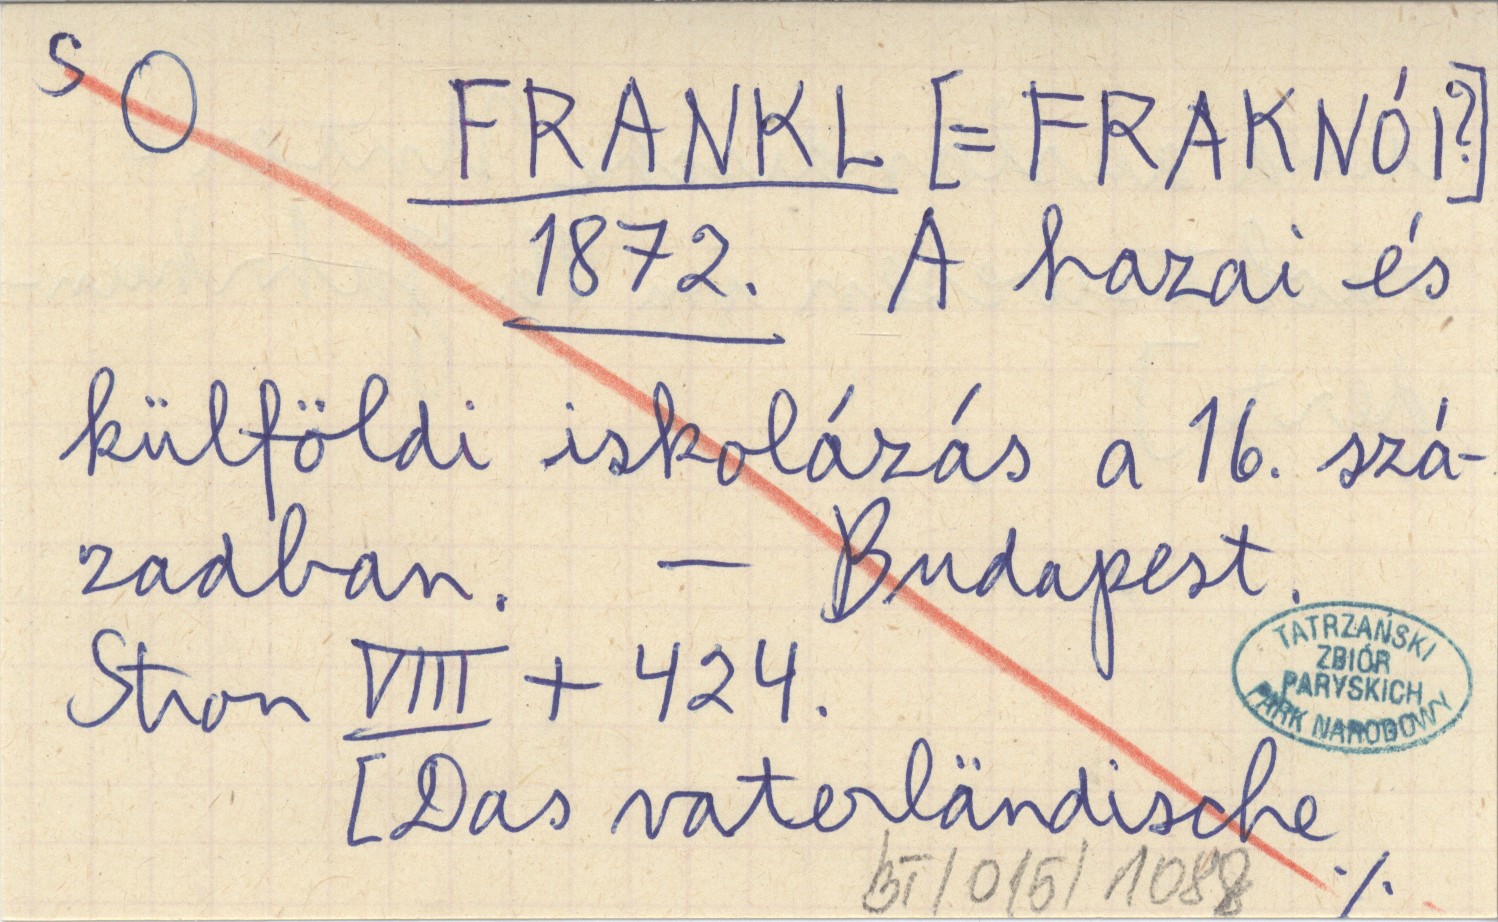 S O FRANKL [= FRAKNÓI?]
1872. A hazai és
külföldi iskolázás a 16. szá-
zadban. — Budapest.
Stron VIII + 424.
[Das vaterländische
./.
TATRZAŃSKI
ZBIÓR
PARYSKICH
PARK NARODOWY
BT/0/5/ 1088